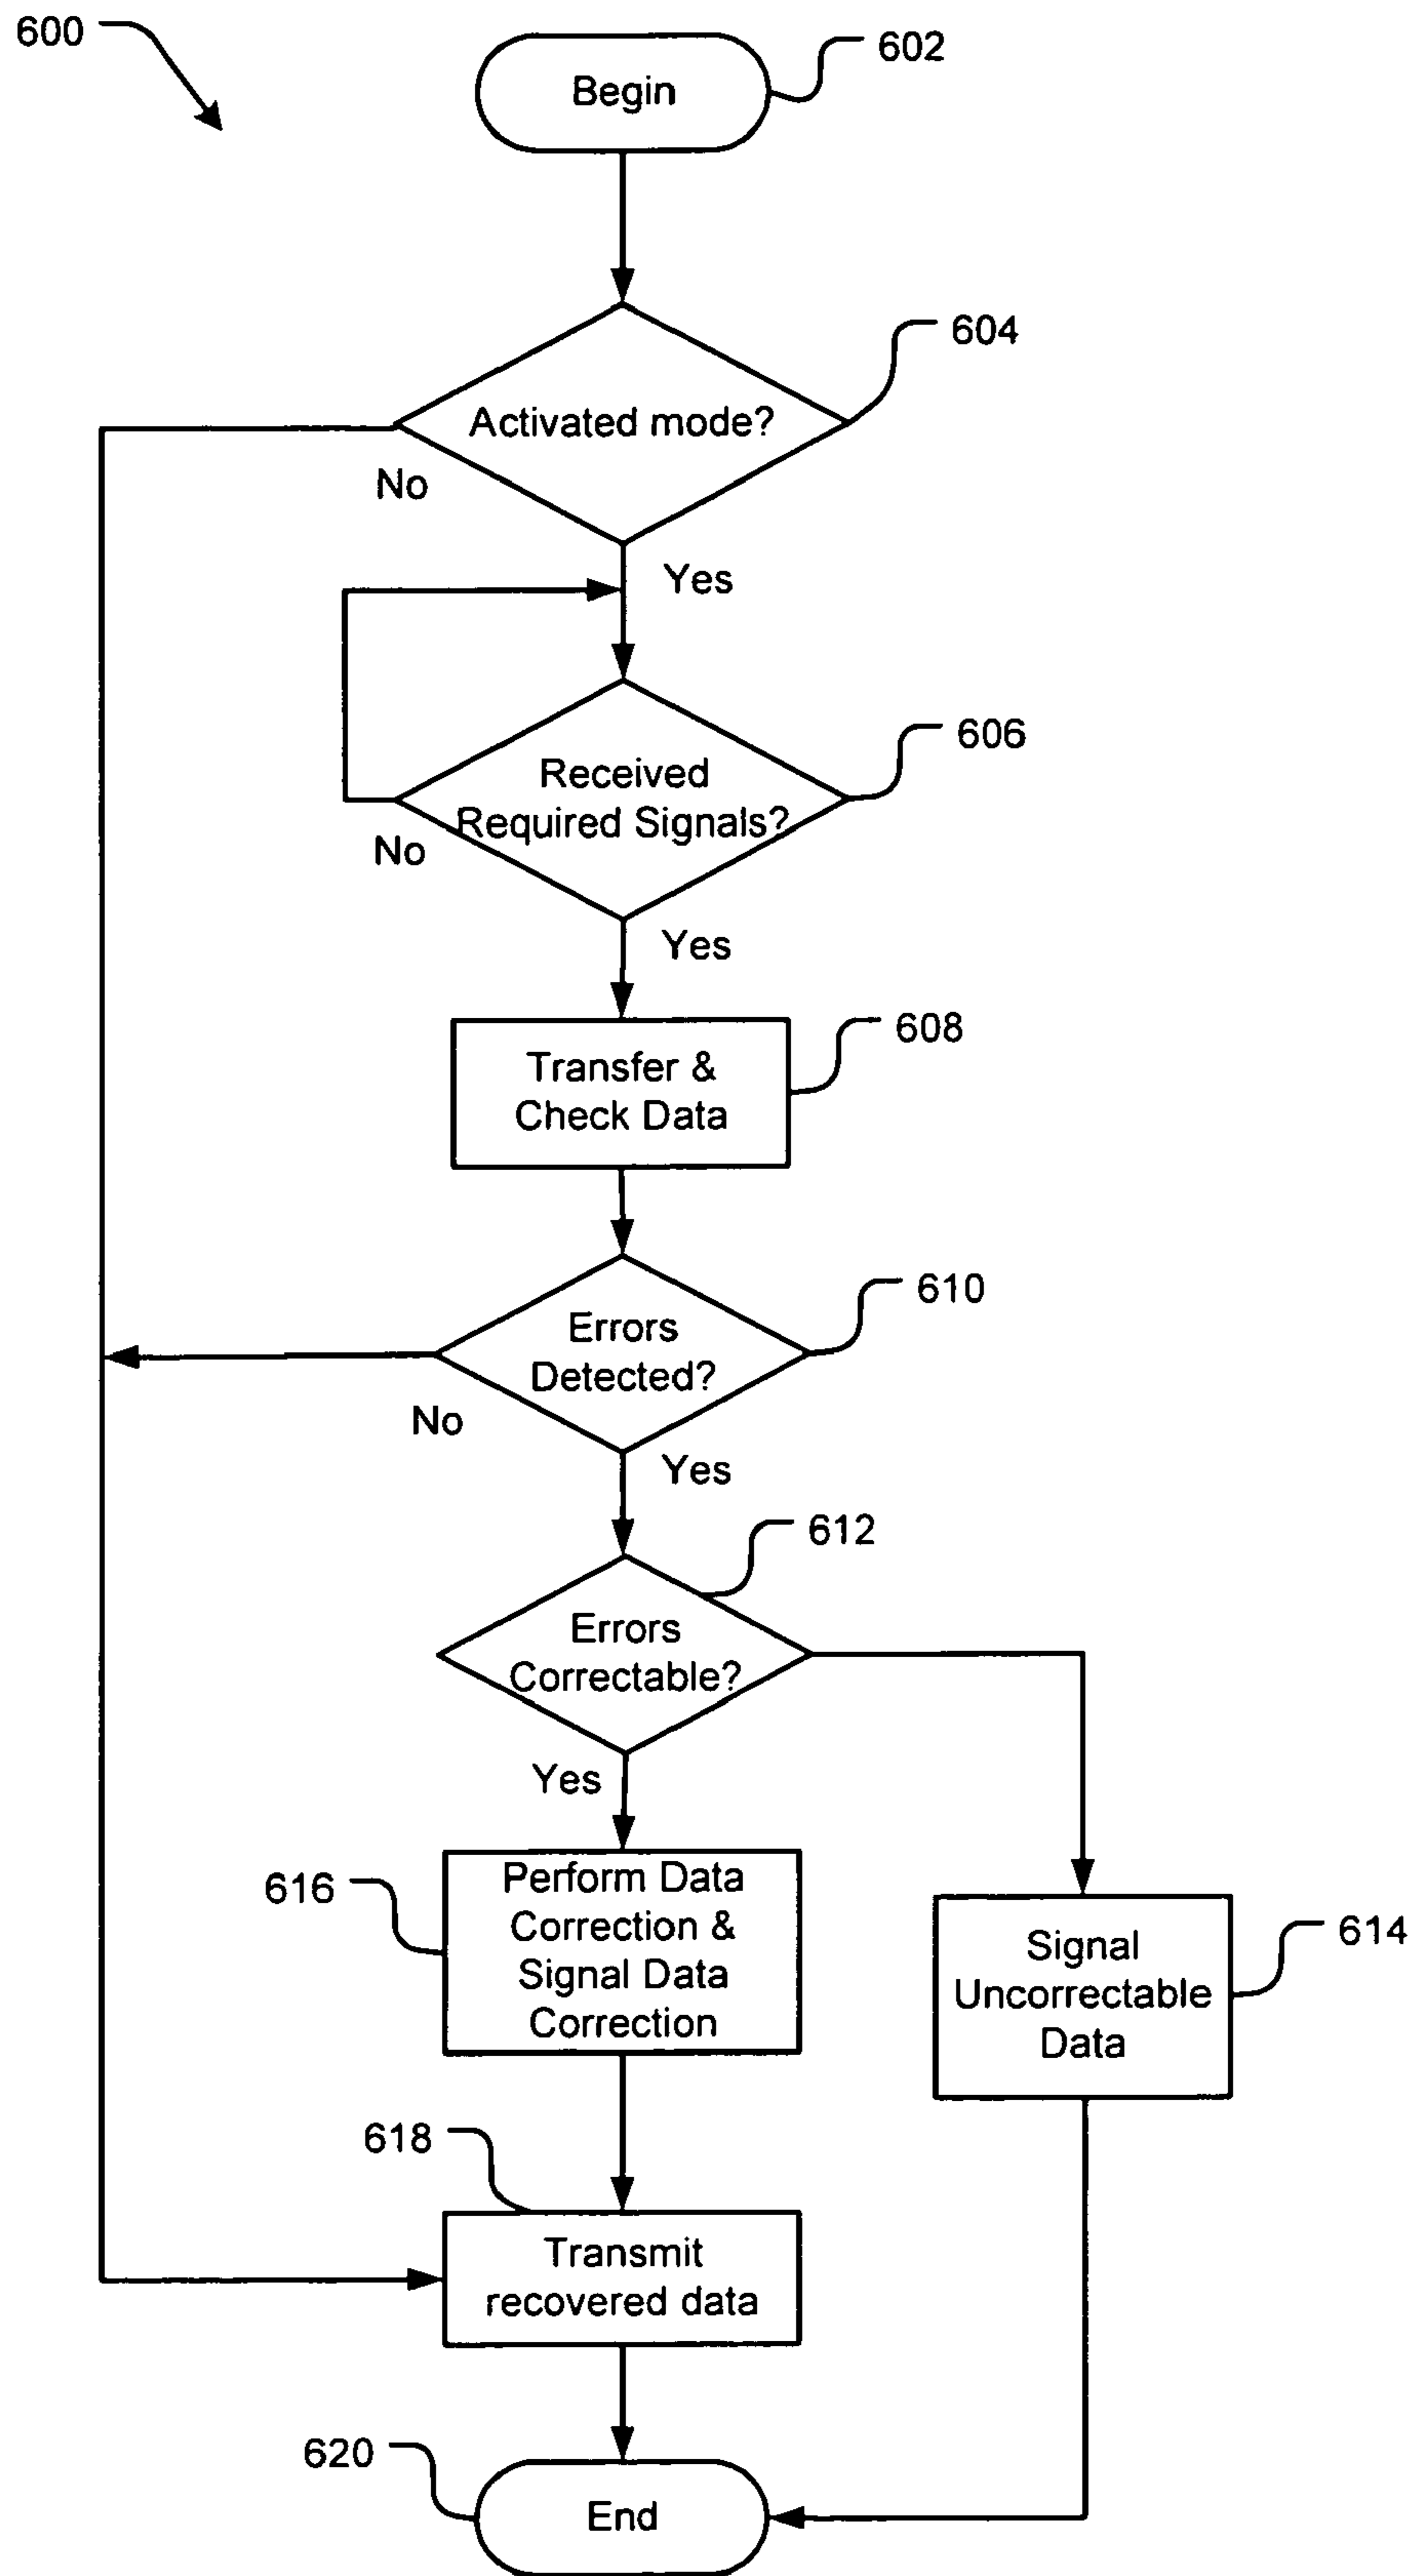 600
Begin
602
Activated mode?
604
No
Yes
Received
Required Signals?
606
No
Yes
Transfer &
Check Data
608
Errors
Detected?
610
No
Yes
612
Errors
Correctable?
Yes
616
Perform Data
Correction &
Signal Data
Correction
Signal
Uncorrectable
Data
614
618
Transmit
recovered data
620
End